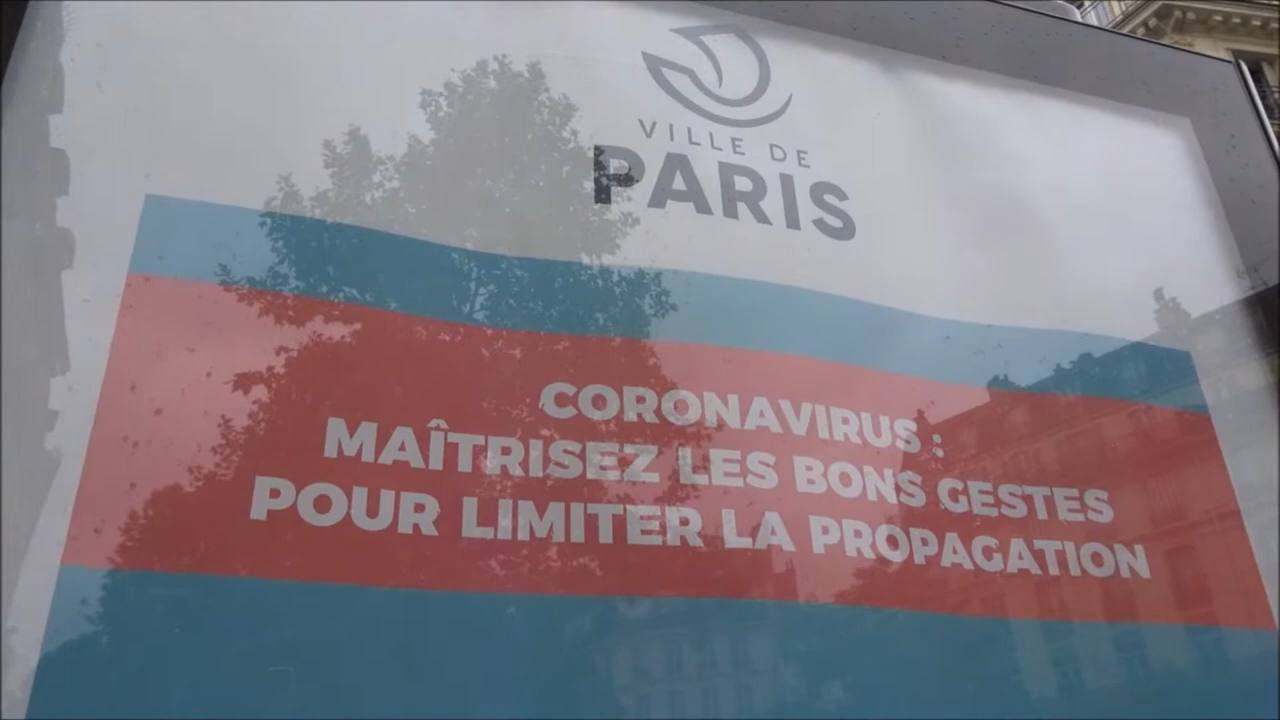 VILLE DE
PARIS
CORONAVIRUS :
MAÎTRISEZ LES BONS GESTES
POUR LIMITER LA PROPAGATION